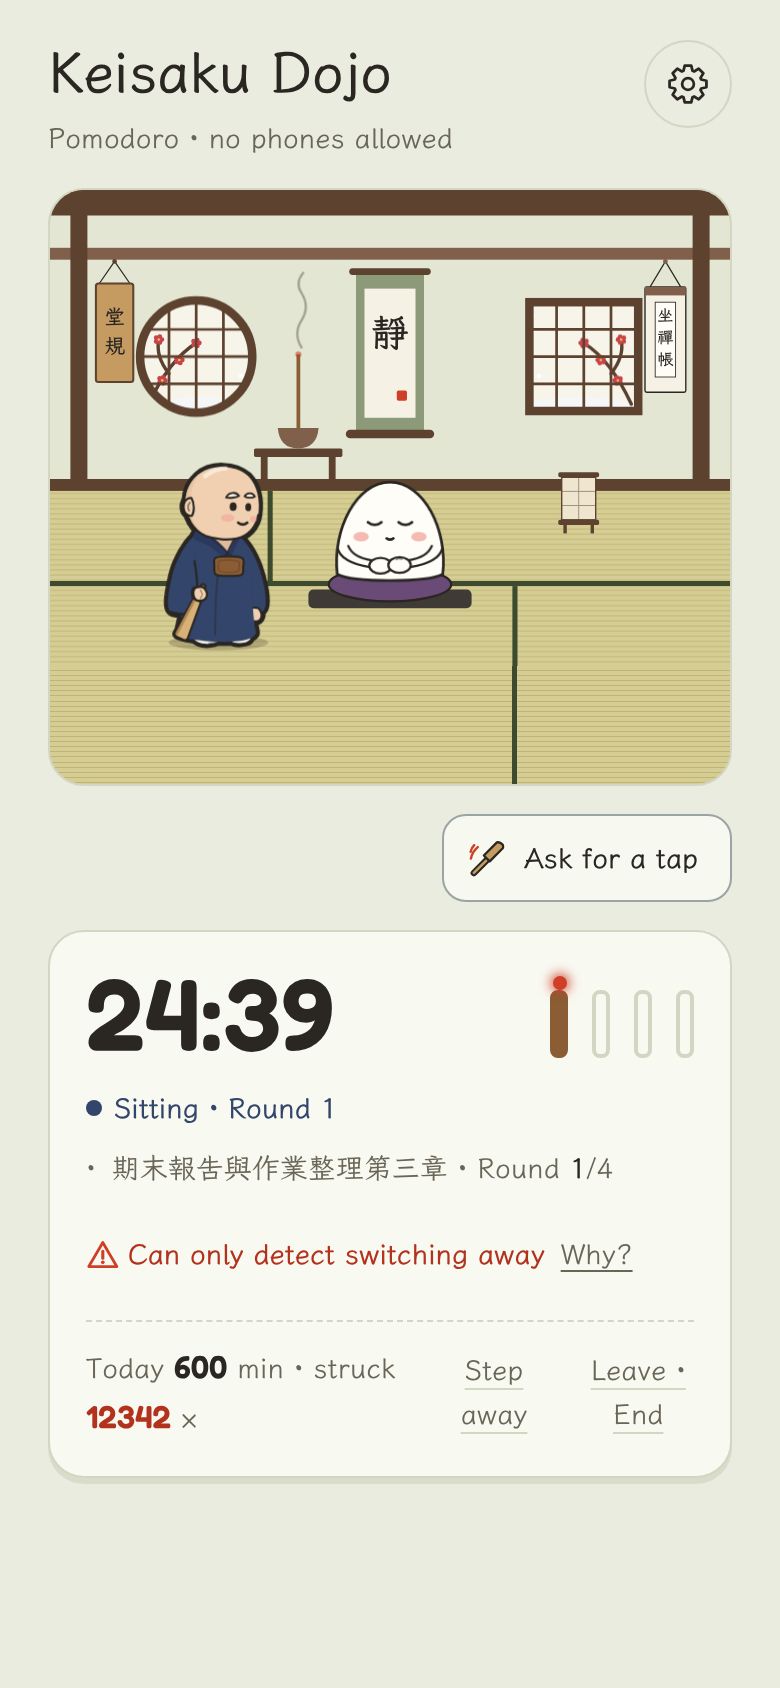 Keisaku Dojo
Pomodoro • no phones allowed
堂規
靜
坐禪帳
Ask for a tap
24:39
Sitting • Round 1
• 期末報告與作業整理第三章 • Round 1/4
Can only detect switching away Why?
Today 600 min • struck
12342 ×
Step
away
Leave •
End